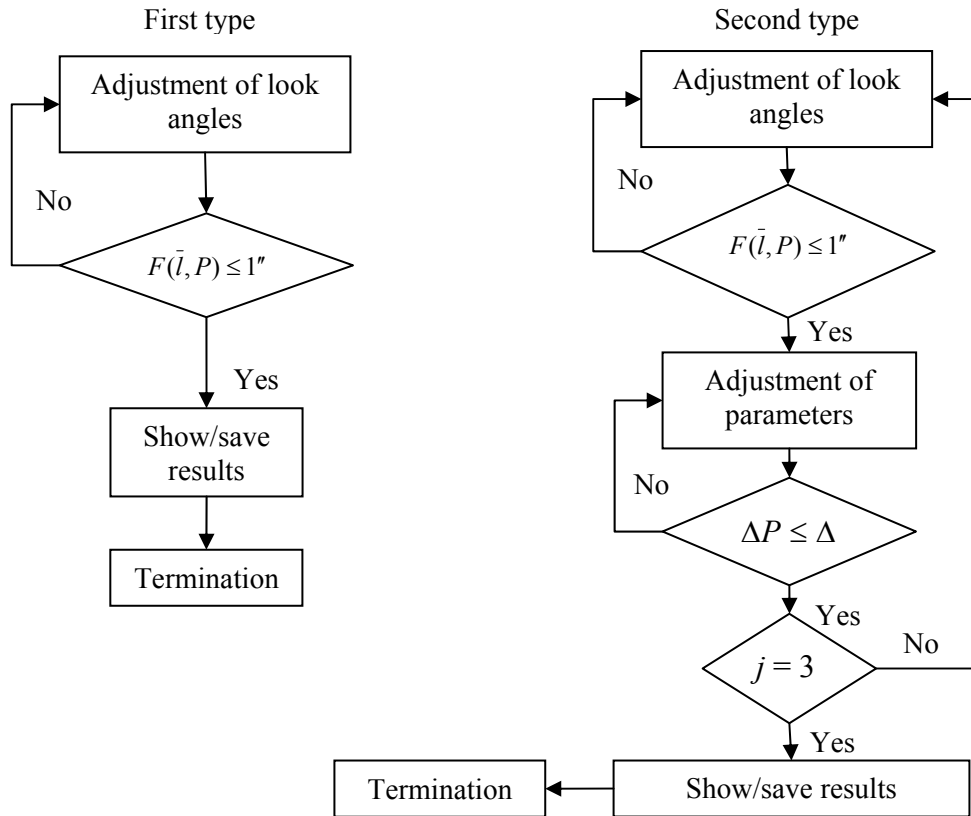 First type
Adjustment of look
angles
No
F(l̄, P) ≤ 1″
Yes
Show/save
results
Termination
Second type
Adjustment of look
angles
No
F(l̄, P) ≤ 1″
Yes
Adjustment of
parameters
No
ΔP ≤ Δ
Yes
No
j = 3
Yes
Show/save results
Termination